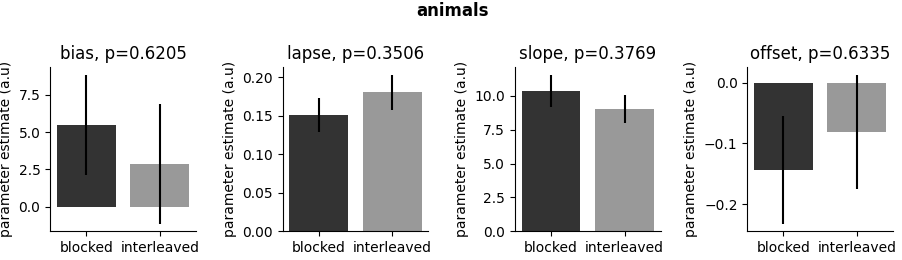 animals
bias, p=0.6205
parameter estimate (a.u)
7.5
5.0
2.5
0.0
blocked interleaved
lapse, p=0.3506
parameter estimate (a.u)
0.20
0.15
0.10
0.05
0.00
blocked interleaved
slope, p=0.3769
parameter estimate (a.u)
10.0
7.5
5.0
2.5
0.0
blocked interleaved
offset, p=0.6335
parameter estimate (a.u)
0.0
−0.1
−0.2
blocked interleaved